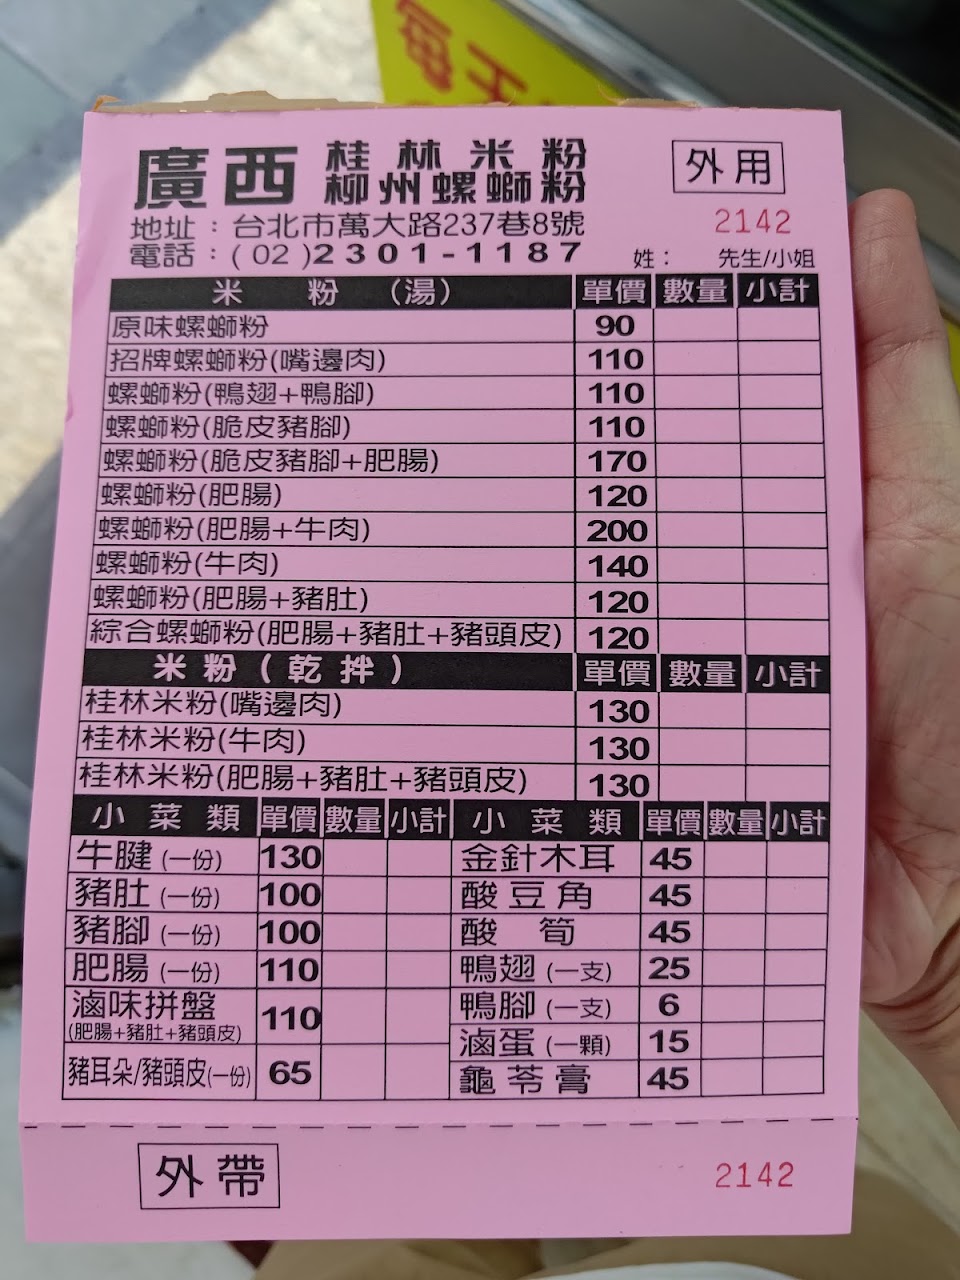 每天
廣西 桂林米粉
柳州螺螄粉
外用
2142
地址：台北市萬大路237巷8號
電話：(02)2301-1187 姓： 先生/小姐
米粉（湯） 單價 數量 小計
原味螺螄粉 90
招牌螺螄粉(嘴邊肉) 110
螺螄粉(鴨翅+鴨腳) 110
螺螄粉(脆皮豬腳) 110
螺螄粉(脆皮豬腳+肥腸) 170
螺螄粉(肥腸) 120
螺螄粉(肥腸+牛肉) 200
螺螄粉(牛肉) 140
螺螄粉(肥腸+豬肚) 120
綜合螺螄粉(肥腸+豬肚+豬頭皮) 120
米粉(乾拌) 單價 數量 小計
桂林米粉(嘴邊肉) 130
桂林米粉(牛肉) 130
桂林米粉(肥腸+豬肚+豬頭皮) 130
小菜類 單價 數量 小計 小菜類 單價 數量 小計
牛腱(一份) 130 金針木耳 45
豬肚(一份) 100 酸豆角 45
豬腳(一份) 100 酸筍 45
肥腸(一份) 110 鴨翅(一支) 25
滷味拼盤 110 鴨腳(一支) 6
(肥腸+豬肚+豬頭皮) 滷蛋(一顆) 15
豬耳朵/豬頭皮(一份) 65 龜苓膏 45
外帶
2142